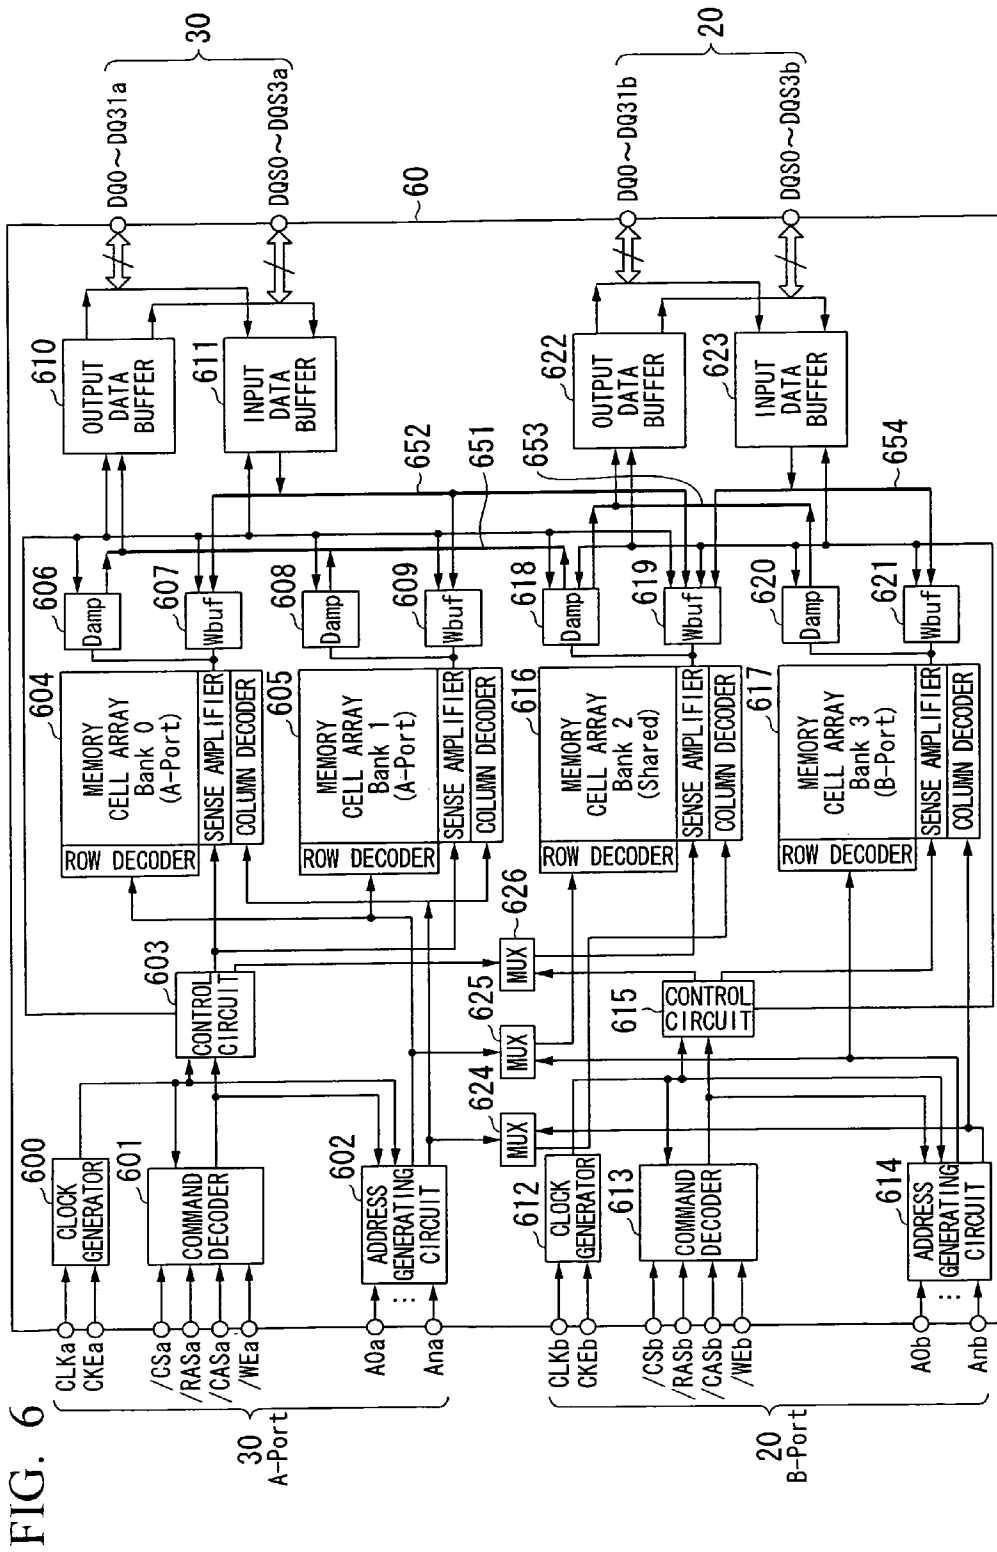 FIG. 6
30
A-Port
CLKa
CKEa
/CSa
/RASa
/CASa
/WEa
A0a
...
Ana
20
B-Port
CLKb
CKEb
/CSb
/RASb
/CASb
/WEb
A0b
...
Anb
600
CLOCK
GENERATOR
601
COMMAND
DECODER
602
ADDRESS
GENERATING
CIRCUIT
603
CONTROL
CIRCUIT
612
CLOCK
GENERATOR
613
COMMAND
DECODER
614
ADDRESS
GENERATING
CIRCUIT
615
CONTROL
CIRCUIT
624
MUX
625
MUX
626
MUX
604
MEMORY
CELL ARRAY
Bank 0
(A-Port)
ROW DECODER
SENSE AMPLIFIER
COLUMN DECODER
605
MEMORY
CELL ARRAY
Bank 1
(A-Port)
ROW DECODER
SENSE AMPLIFIER
COLUMN DECODER
616
MEMORY
CELL ARRAY
Bank 2
(Shared)
ROW DECODER
SENSE AMPLIFIER
COLUMN DECODER
617
MEMORY
CELL ARRAY
Bank 3
(B-Port)
ROW DECODER
SENSE AMPLIFIER
COLUMN DECODER
606
Damp
607
Wbuf
608
Damp
609
Wbuf
618
Damp
619
Wbuf
620
Damp
621
Wbuf
652
651
653
654
610
OUTPUT
DATA
BUFFER
611
INPUT
DATA
BUFFER
622
OUTPUT
DATA
BUFFER
623
INPUT
DATA
BUFFER
60
DQ0~DQ31a
DQS0~DQS3a
30
DQ0~DQ31b
DQS0~DQS3b
20